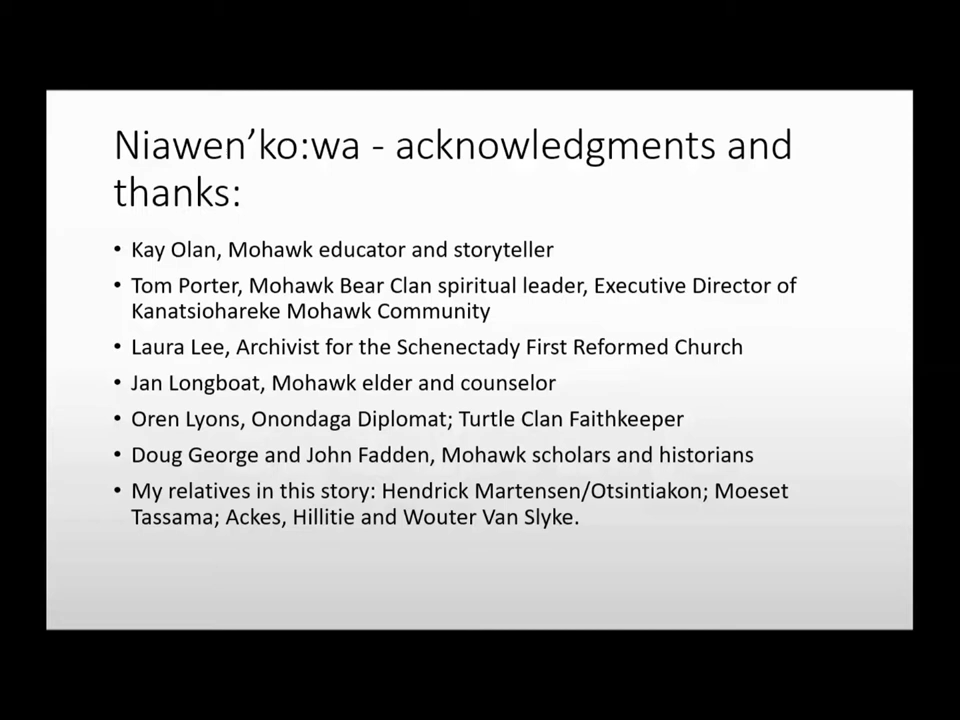 Niawen’ko:wa - acknowledgments and
thanks:
• Kay Olan, Mohawk educator and storyteller
• Tom Porter, Mohawk Bear Clan spiritual leader, Executive Director of
Kanatsiohareke Mohawk Community
• Laura Lee, Archivist for the Schenectady First Reformed Church
• Jan Longboat, Mohawk elder and counselor
• Oren Lyons, Onondaga Diplomat; Turtle Clan Faithkeeper
• Doug George and John Fadden, Mohawk scholars and historians
• My relatives in this story: Hendrick Martensen/Otsintiakon; Moeset
Tassama; Ackes, Hillitie and Wouter Van Slyke.